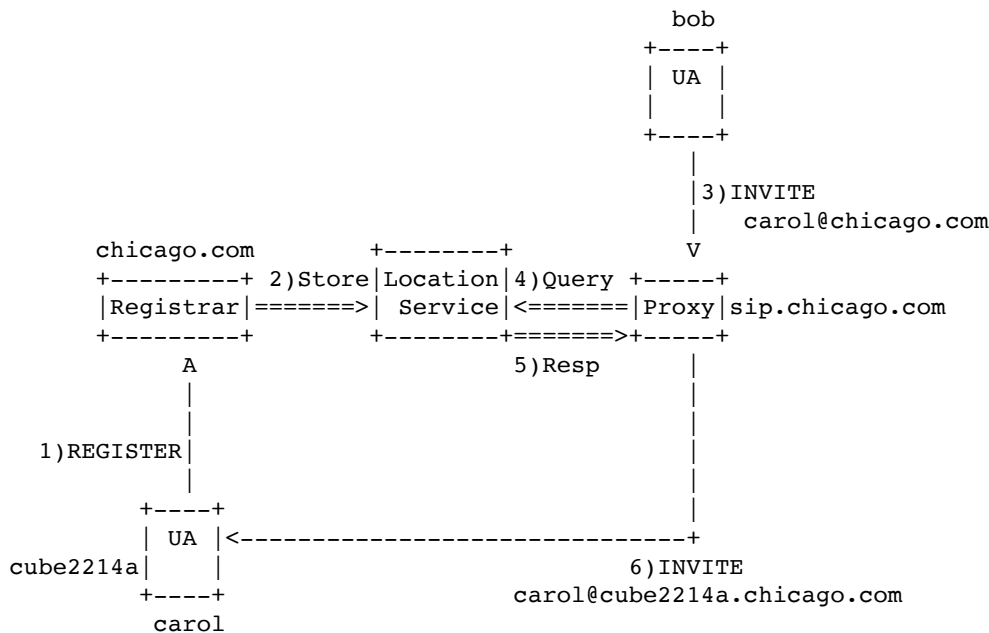 bob
UA
3)INVITE
carol@chicago.com
chicago.com
2)Store
Location
4)Query
Registrar
Service
Proxy
sip.chicago.com
5)Resp
1)REGISTER
UA
cube2214a
6)INVITE
carol@cube2214a.chicago.com
carol